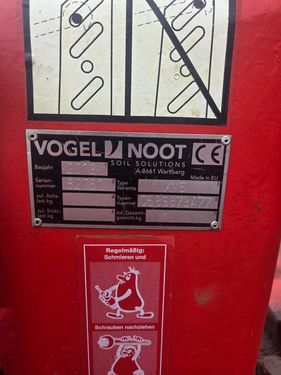 VOGEL NOOT
SOIL SOLUTIONS
A-8661 Wartberg
CE
Made in EU
Baujahr
Serien-
nummer
Type
Variante
zul. Achs-
last kg
Typen-
nummer
zul. Stütz-
last kg
zul. Gesamt-
gewicht kg
Regelmäßig:
Schmieren und
Schrauben nachziehen